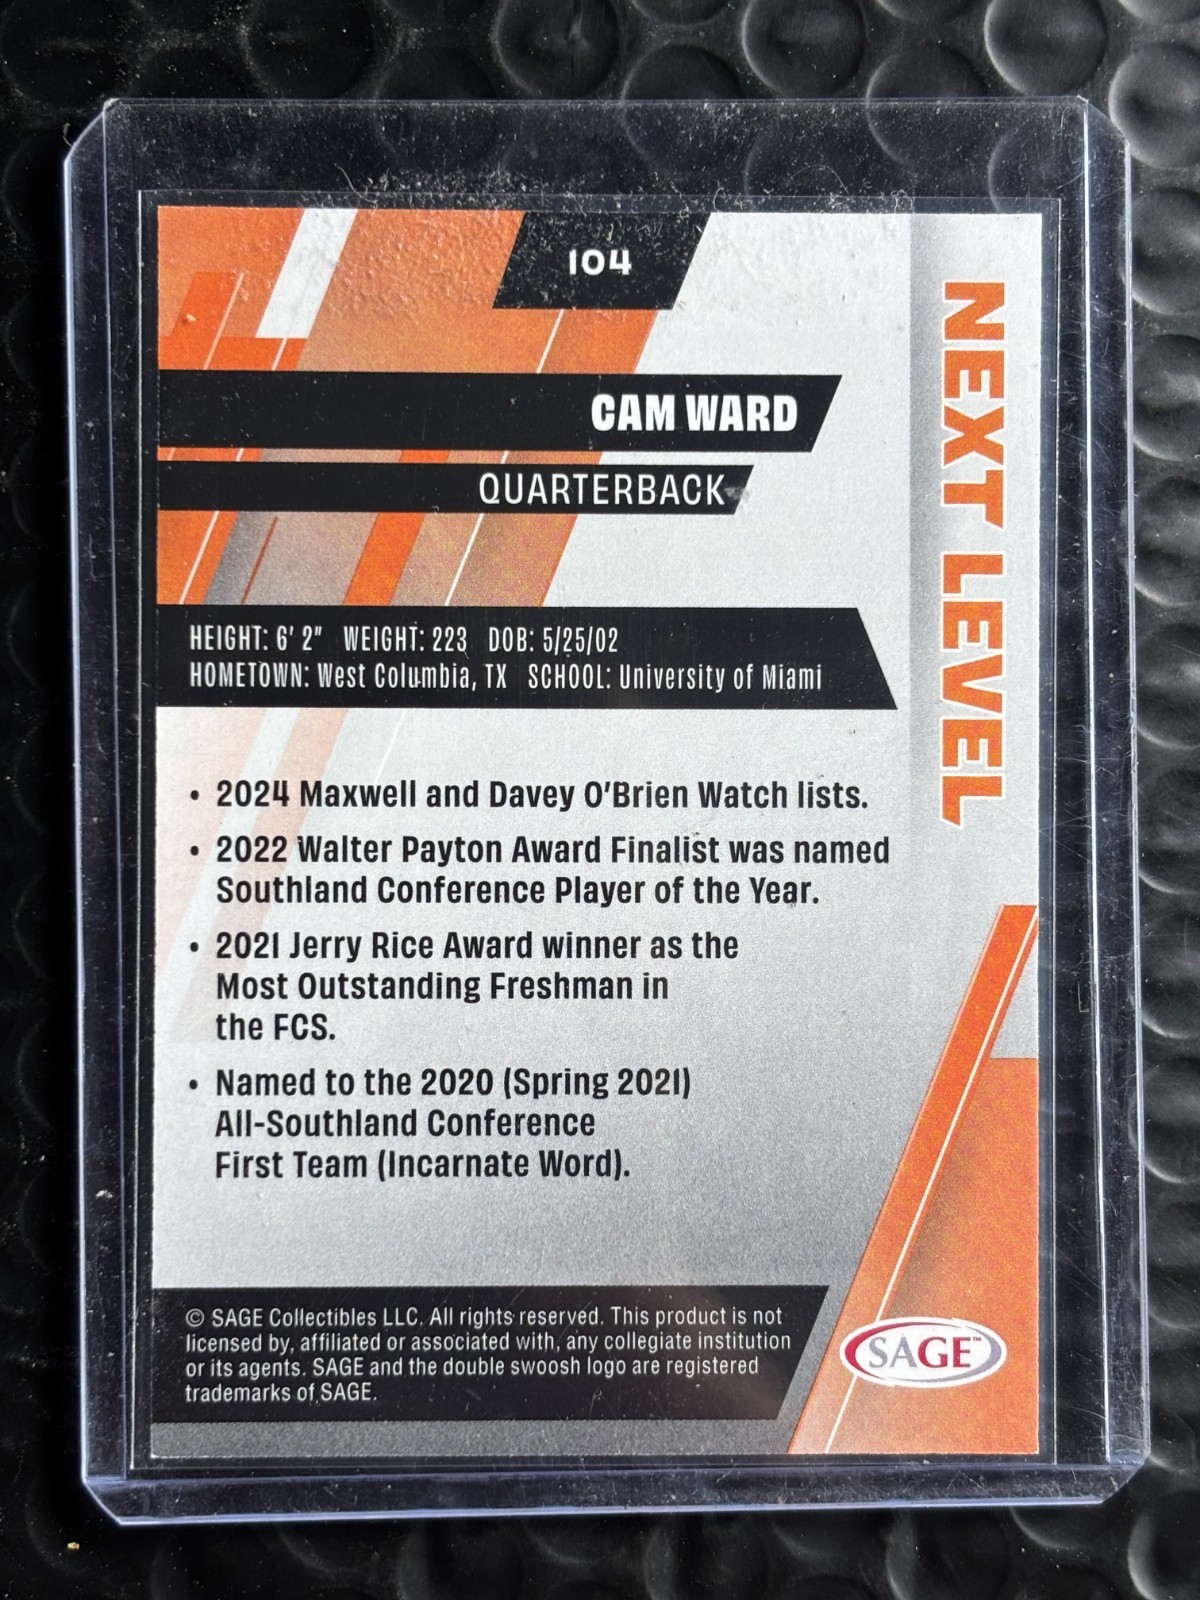 104
CAM WARD
QUARTERBACK
NEXT LEVEL
HEIGHT: 6' 2" WEIGHT: 223 DOB: 5/25/02
HOMETOWN: West Columbia, TX SCHOOL: University of Miami
• 2024 Maxwell and Davey O'Brien Watch lists.
• 2022 Walter Payton Award Finalist was named
Southland Conference Player of the Year.
• 2021 Jerry Rice Award winner as the
Most Outstanding Freshman in
the FCS.
• Named to the 2020 (Spring 2021)
All-Southland Conference
First Team (Incarnate Word).
© SAGE Collectibles LLC. All rights reserved. This product is not
licensed by, affiliated or associated with, any collegiate institution
or its agents. SAGE and the double swoosh logo are registered
trademarks of SAGE.
SAGE™